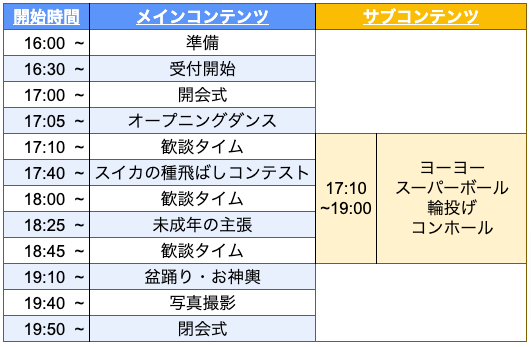 開始時間 メインコンテンツ サブコンテンツ
16:00 ~ 準備
16:30 ~ 受付開始
17:00 ~ 開会式
17:05 ~ オープニングダンス
17:10 ~ 歓談タイム
17:40 ~ スイカの種飛ばしコンテスト
18:00 ~ 歓談タイム
18:25 ~ 未成年の主張
18:45 ~ 歓談タイム
19:10 ~ 盆踊り・お神輿
19:40 ~ 写真撮影
19:50 ~ 閉会式
17:10
~19:00
ヨーヨー
スーパーボール
輪投げ
コンホール